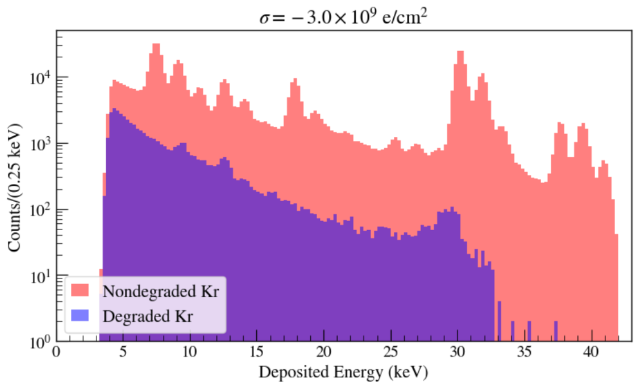 σ = −3.0 × 10⁹ e/cm²
Counts/(0.25 keV)
10⁴
10³
10²
10¹
10⁰
Nondegraded Kr
Degraded Kr
0 5 10 15 20 25 30 35 40
Deposited Energy (keV)